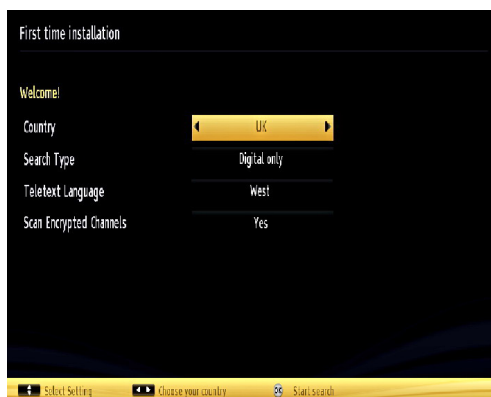 First time installation
Welcome!
Country UK
Search Type Digital only
Teletext Language West
Scan Encrypted Channels Yes
Select Setting Choose your country OK Start search